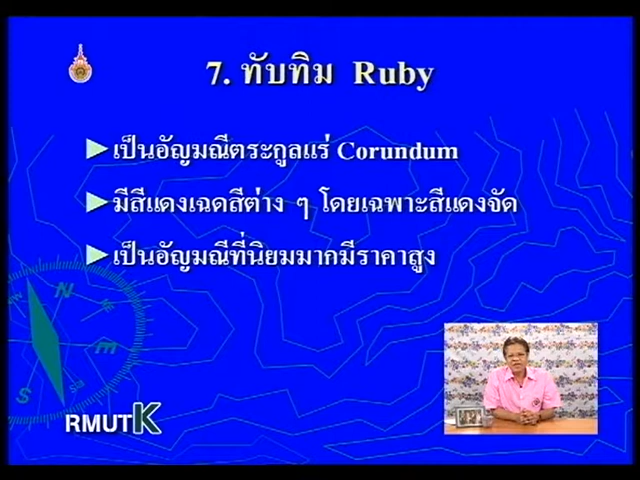 7. ทับทิม Ruby
เป็นอัญมณีตระกูลแร่ Corundum
มีสีแดงเฉดสีต่าง ๆ โดยเฉพาะสีแดงจัด
เป็นอัญมณีที่นิยมมากมีราคาสูง
N
NE
E
SE
S
RMUTK